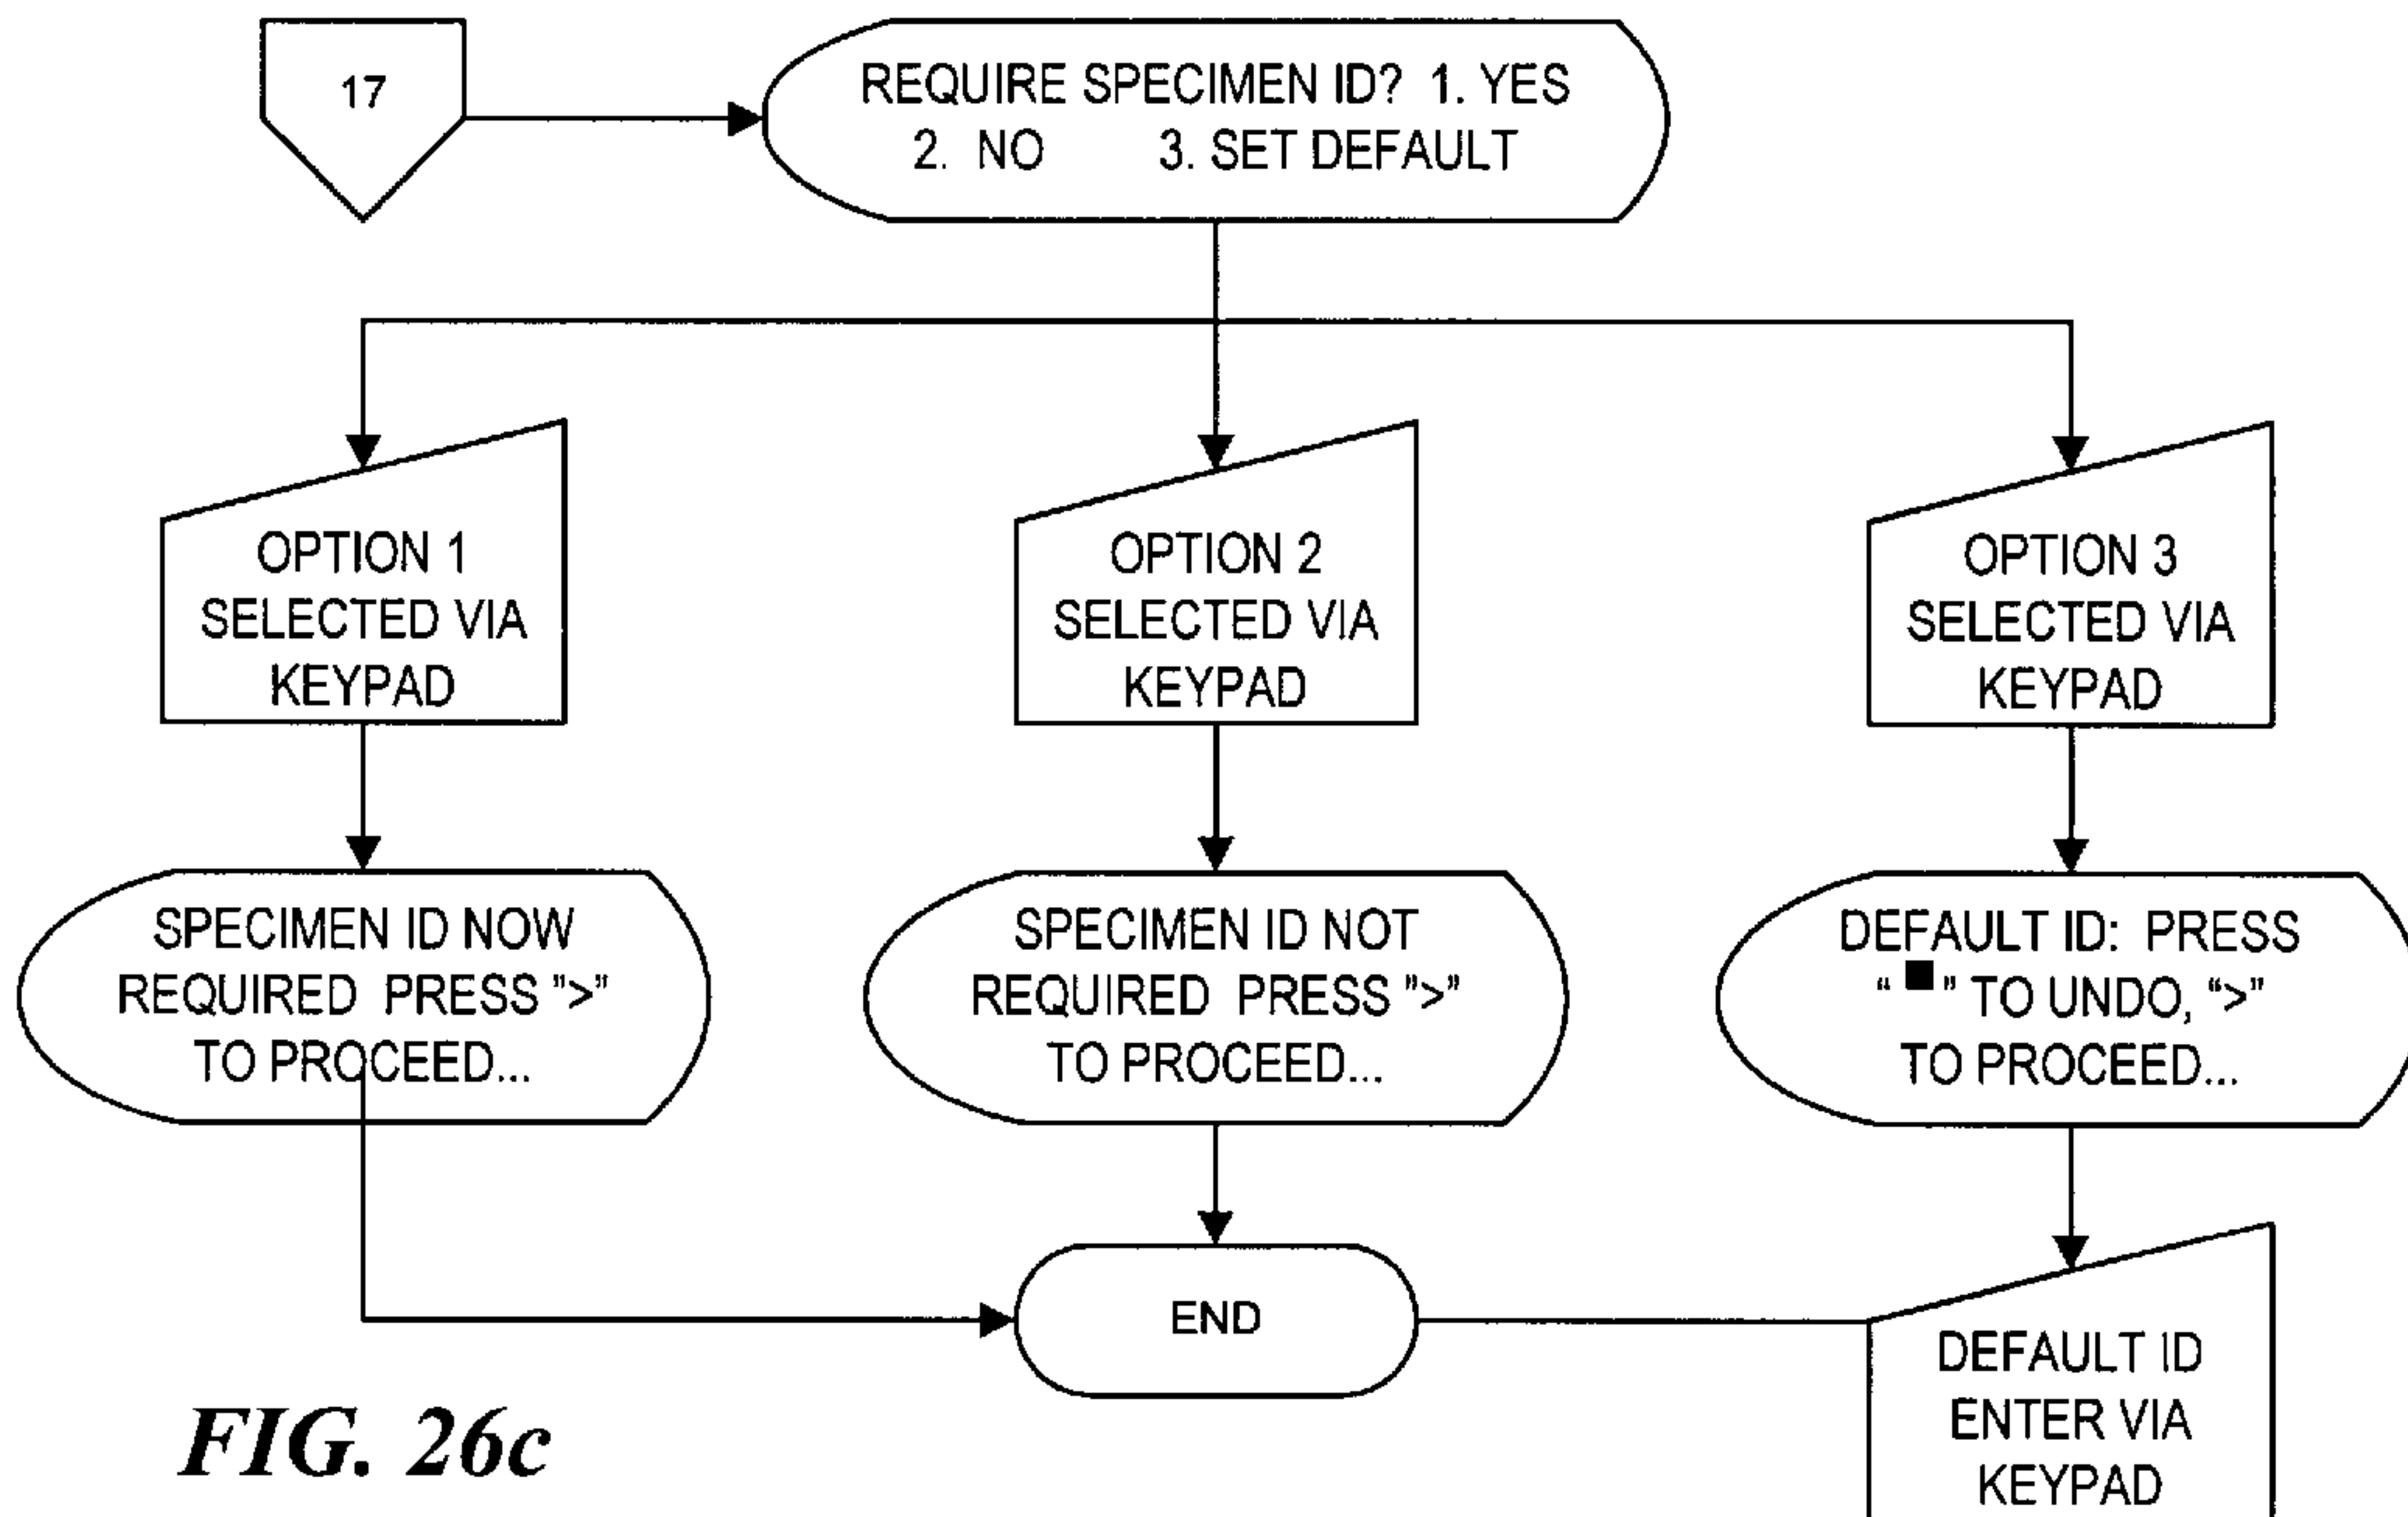 17
REQUIRE SPECIMEN ID? 1. YES
2. NO 3. SET DEFAULT
OPTION 1
SELECTED VIA
KEYPAD
OPTION 2
SELECTED VIA
KEYPAD
OPTION 3
SELECTED VIA
KEYPAD
SPECIMEN ID NOW
REQUIRED PRESS ">"
TO PROCEED...
SPECIMEN ID NOT
REQUIRED PRESS ">"
TO PROCEED...
DEFAULT ID: PRESS
“ ■ ” TO UNDO, “>”
TO PROCEED...
END
DEFAULT ID
ENTER VIA
KEYPAD
FIG. 26c